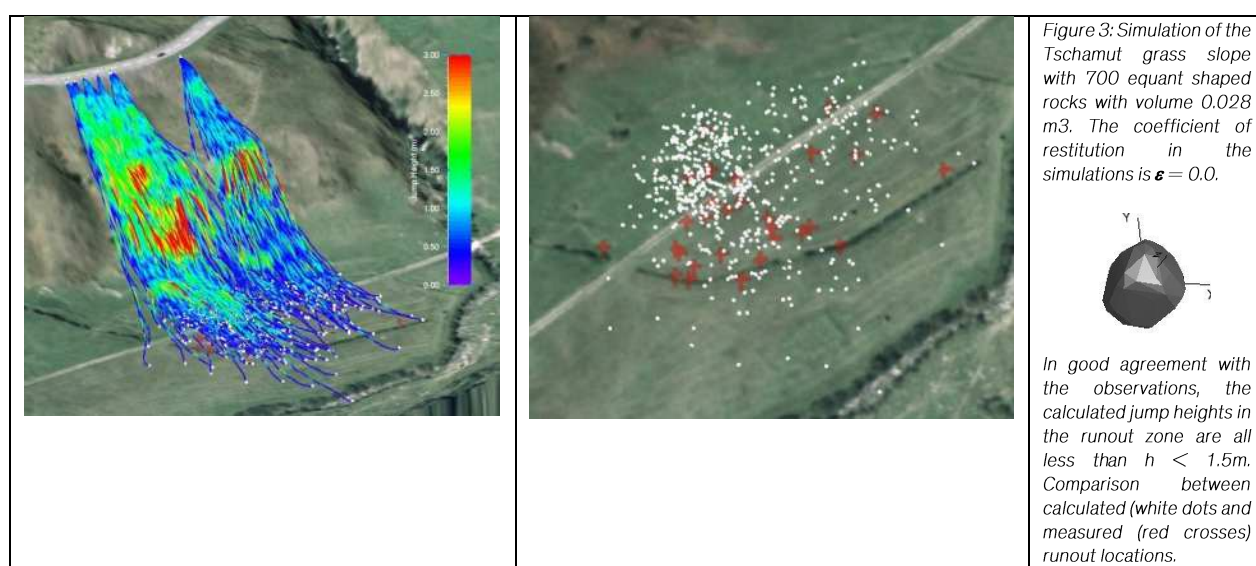 3.00
2.50
2.00
1.50
1.00
0.50
0.00
Jump Height (m)
Figure 3: Simulation of the
Tschamut grass slope
with 700 equant shaped
rocks with volume 0.028
m3. The coefficient of
restitution in the
simulations is ε = 0.0.
Y
Z
In good agreement with
the observations, the
calculated jump heights in
the runout zone are all
less than h < 1.5m.
Comparison between
calculated (white dots and
measured (red crosses)
runout locations.